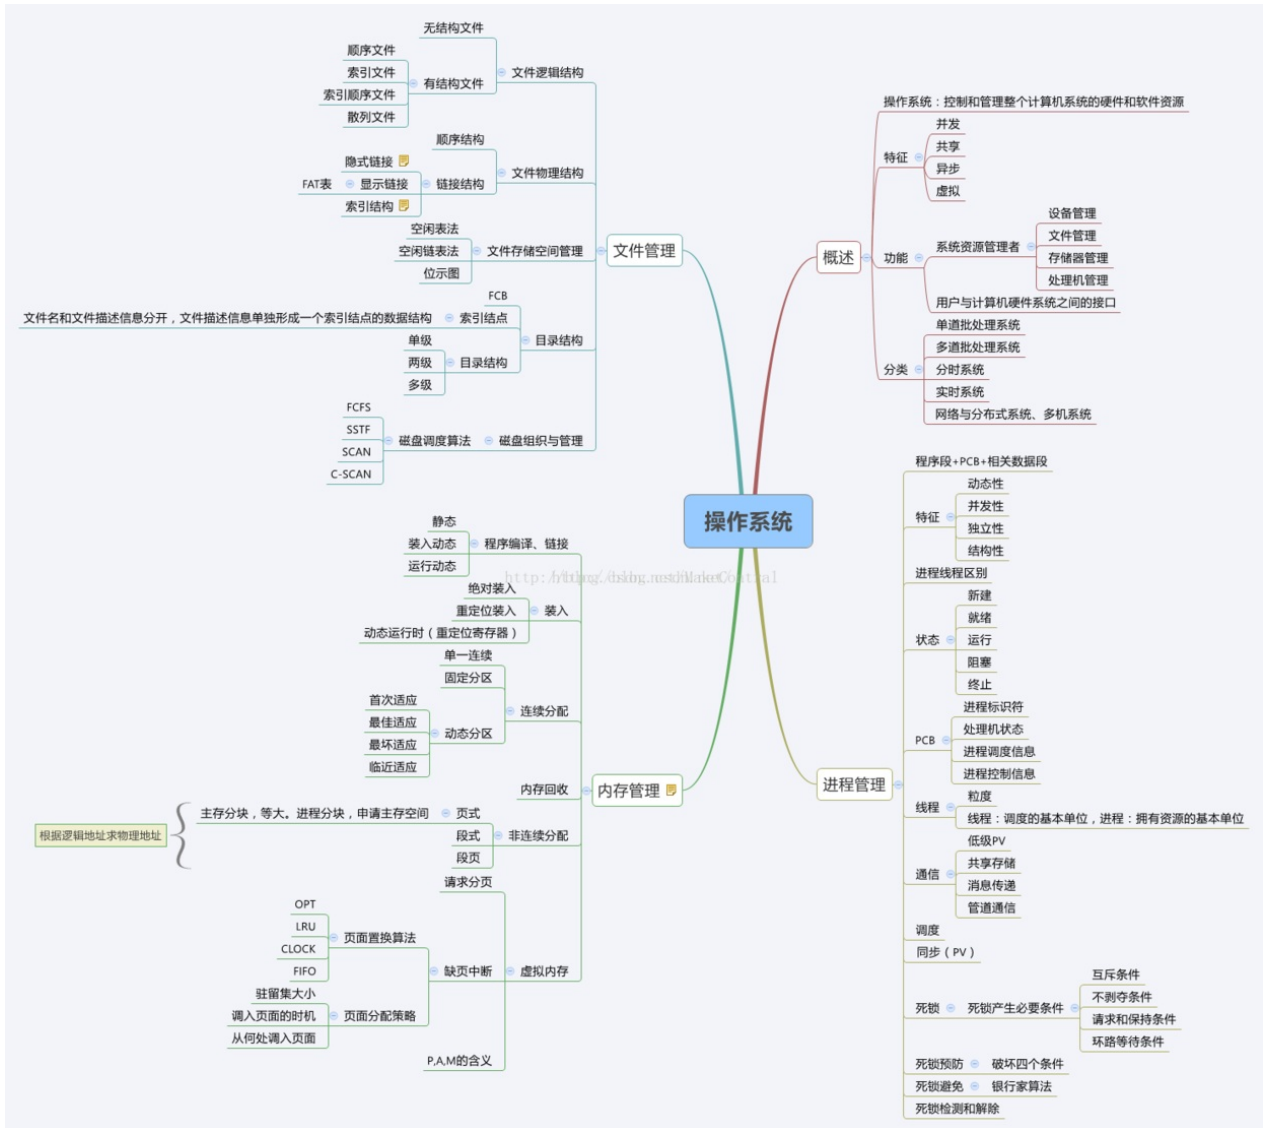 操作系统
概述
操作系统：控制和管理整个计算机系统的硬件和软件资源
特征
并发
共享
异步
虚拟
功能
系统资源管理者
设备管理
文件管理
存储器管理
处理机管理
用户与计算机硬件系统之间的接口
分类
单道批处理系统
多道批处理系统
分时系统
实时系统
网络与分布式系统、多机系统
进程管理
程序段+PCB+相关数据段
特征
动态性
并发性
独立性
结构性
进程线程区别
状态
新建
就绪
运行
阻塞
终止
PCB
进程标识符
处理机状态
进程调度信息
进程控制信息
线程
粒度
线程：调度的基本单位，进程：拥有资源的基本单位
通信
低级PV
共享存储
消息传递
管道通信
调度
同步（PV）
死锁
死锁产生必要条件
互斥条件
不剥夺条件
请求和保持条件
环路等待条件
死锁预防
破坏四个条件
死锁避免
银行家算法
死锁检测和解除
文件管理
文件逻辑结构
无结构文件
有结构文件
顺序文件
索引文件
索引顺序文件
散列文件
文件物理结构
顺序结构
链接结构
隐式链接
显示链接
FAT表
索引结构
文件存储空间管理
空闲表法
空闲链表法
位示图
目录结构
FCB
索引结点
文件名和文件描述信息分开，文件描述信息单独形成一个索引结点的数据结构
目录结构
单级
两级
多级
磁盘组织与管理
磁盘调度算法
FCFS
SSTF
SCAN
C-SCAN
内存管理
程序编译、链接
静态
装入动态
运行动态
装入
绝对装入
重定位装入
动态运行时（重定位寄存器）
连续分配
单一连续
固定分区
动态分区
首次适应
最佳适应
最坏适应
临近适应
内存回收
非连续分配
页式
主存分块，等大。进程分块，申请主存空间
段式
段页
根据逻辑地址求物理地址
虚拟内存
请求分页
缺页中断
页面置换算法
OPT
LRU
CLOCK
FIFO
页面分配策略
驻留集大小
调入页面的时机
从何处调入页面
P,A,M的含义